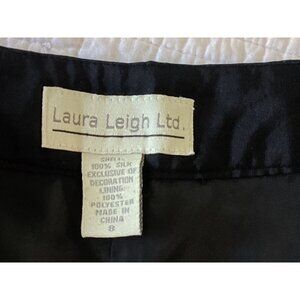 Laura Leigh Ltd.
SHELL:
100% SILK
EXCLUSIVE OF
DECORATION
LINING:
100%
POLYESTER
MADE IN
CHINA
8